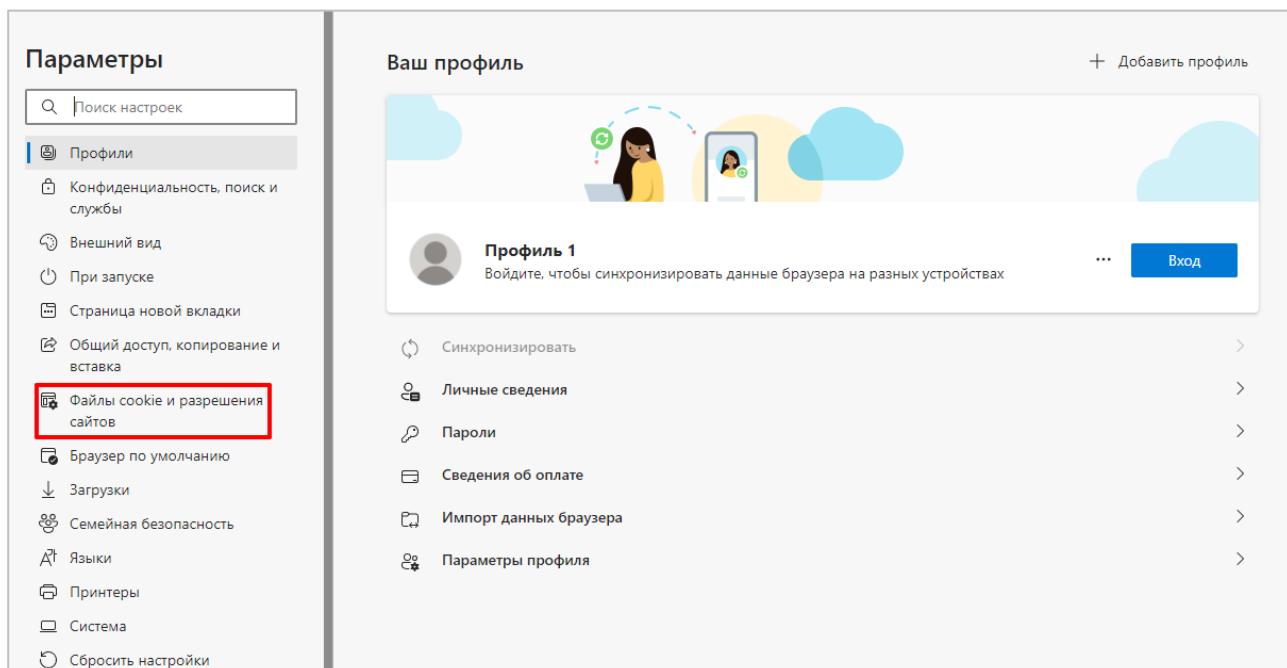 Параметры
Поиск настроек
Профили
Конфиденциальность, поиск и
службы
Внешний вид
При запуске
Страница новой вкладки
Общий доступ, копирование и
вставка
Файлы cookie и разрешения
сайтов
Браузер по умолчанию
Загрузки
Семейная безопасность
Языки
Принтеры
Система
Сбросить настройки
Ваш профиль
Добавить профиль
Профиль 1
Войдите, чтобы синхронизировать данные браузера на разных устройствах
Вход
Синхронизировать
Личные сведения
Пароли
Сведения об оплате
Импорт данных браузера
Параметры профиля